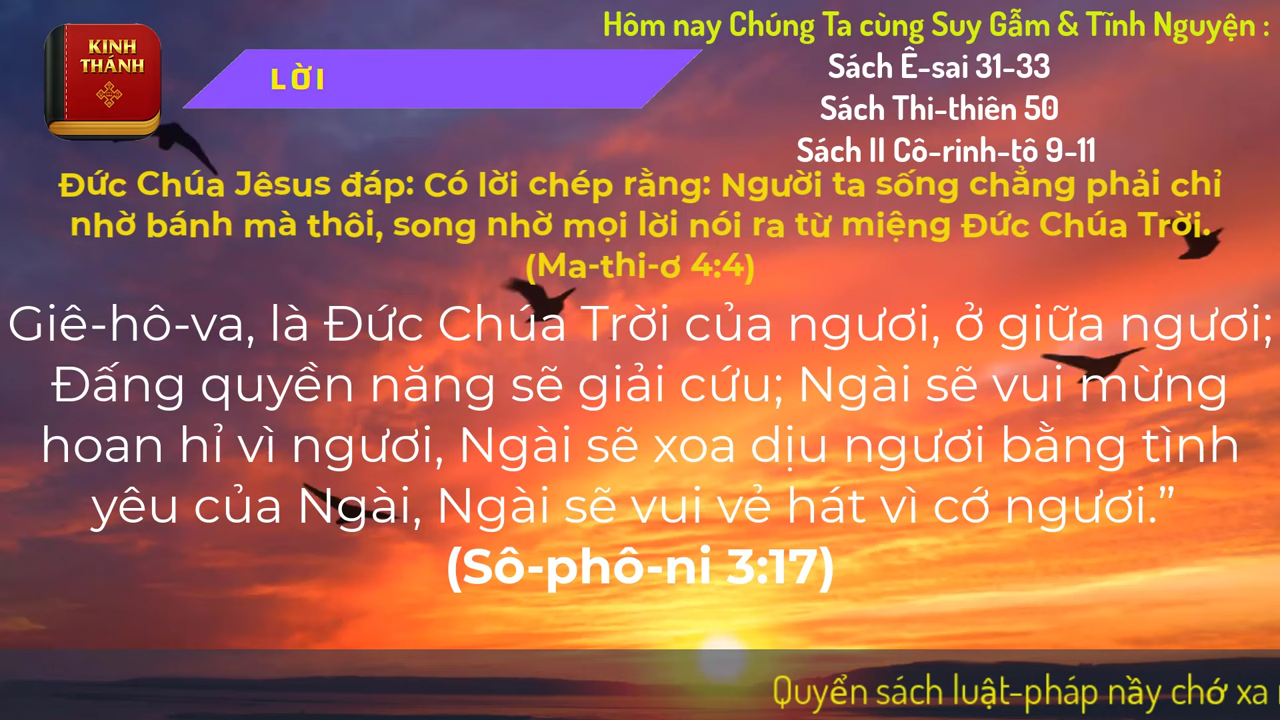 Hôm nay Chúng Ta cùng Suy Gẫm & Tĩnh Nguyện :
KINH
THÁNH
LỜI
Sách Ê-sai 31-33
Sách Thi-thiên 50
Sách II Cô-rinh-tô 9-11
Đức Chúa Jêsus đáp: Có lời chép rằng: Người ta sống chẳng phải chỉ
nhờ bánh mà thôi, song nhờ mọi lời nói ra từ miệng Đức Chúa Trời.
(Ma-thi-ơ 4:4)
Giê-hô-va, là Đức Chúa Trời của ngươi, ở giữa ngươi;
Đấng quyền năng sẽ giải cứu; Ngài sẽ vui mừng
hoan hỉ vì ngươi, Ngài sẽ xoa dịu ngươi bằng tình
yêu của Ngài, Ngài sẽ vui vẻ hát vì cớ ngươi.”
(Sô-phô-ni 3:17)
Quyển sách luật-pháp nầy chớ xa